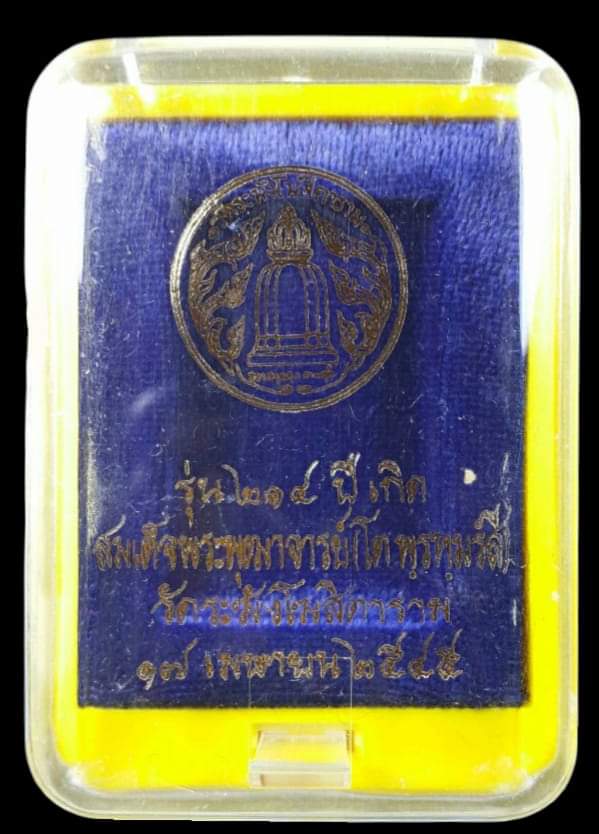 รุ่น ๒๑๔ ปี เกิด
สมเด็จพระพุฒาจารย์(โต พฺรหฺมรํสี)
วัดระฆังโฆสิตาราม
๑๗ เมษายน ๒๕๔๕